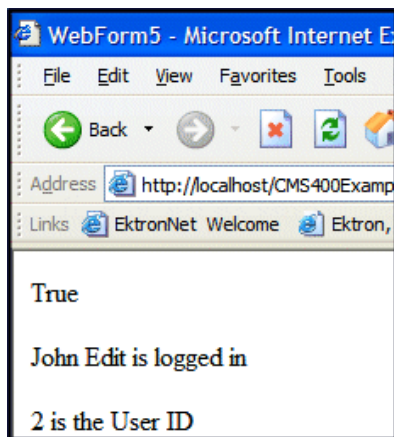 WebForm5 - Microsoft Internet Ex
File Edit View Favorites Tools
Back
Address http://localhost/CMS400Examp
Links EktronNet Welcome Ektron,
True
John Edit is logged in
2 is the User ID